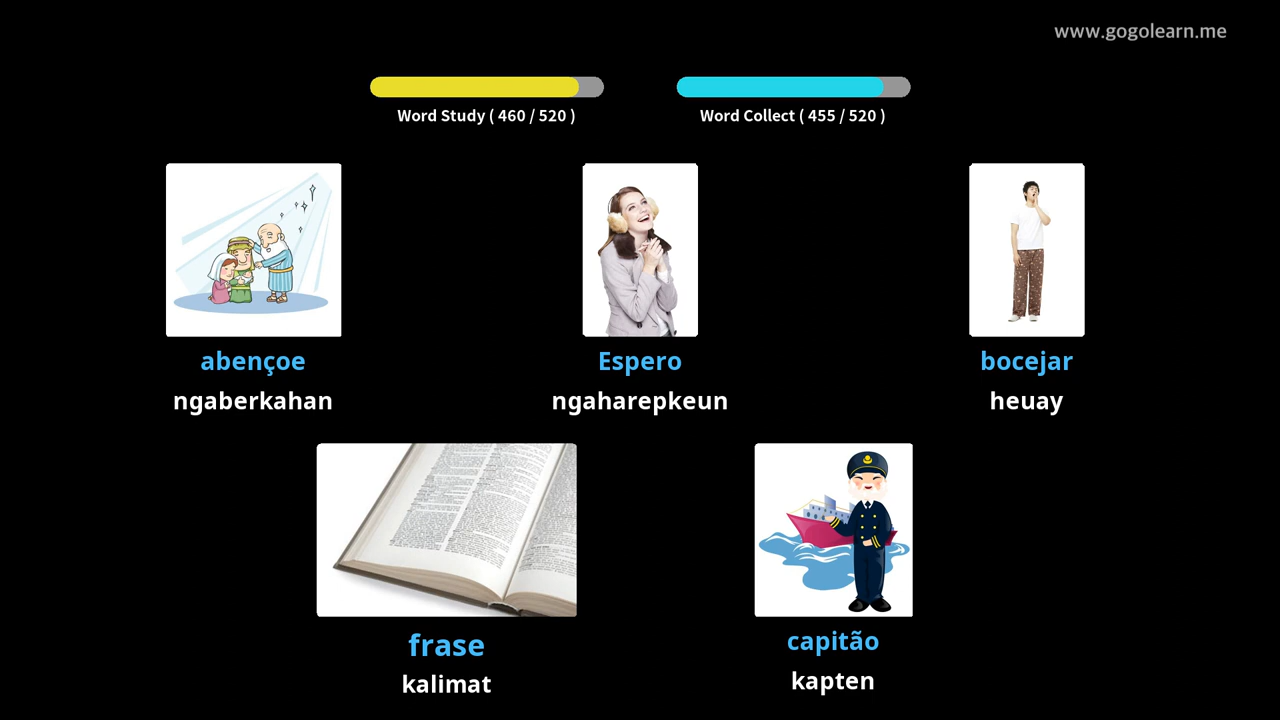 www.gogolearn.me
Word Study ( 460 / 520 )
Word Collect ( 455 / 520 )
abençoe
ngaberkahan
Espero
ngaharepkeun
bocejar
heuay
frase
kalimat
capitão
kapten